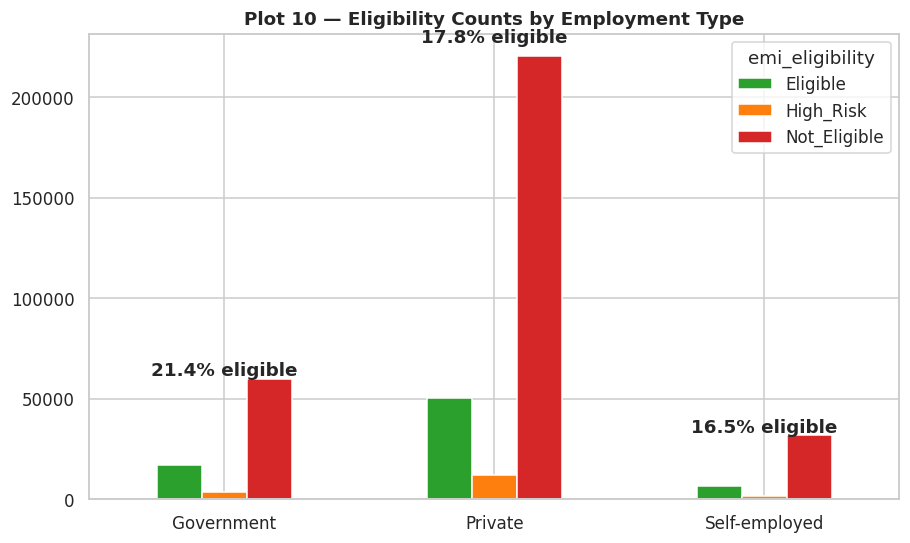 Plot 10 — Eligibility Counts by Employment Type
17.8% eligible
emi_eligibility
Eligible
High_Risk
Not_Eligible
200000
150000
100000
50000
0
21.4% eligible
16.5% eligible
Government
Private
Self-employed